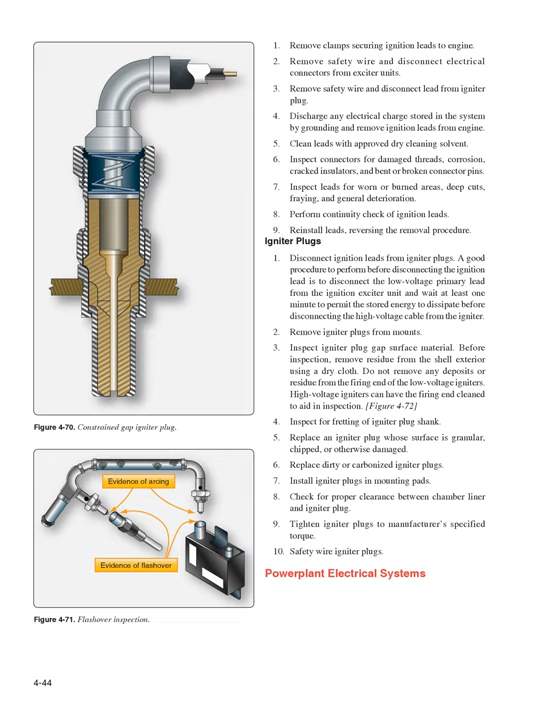 Figure 4-70. Constrained gap igniter plug.
Evidence of arcing
Evidence of flashover
Figure 4-71. Flashover inspection.
1. Remove clamps securing ignition leads to engine.
2. Remove safety wire and disconnect electrical
connectors from exciter units.
3. Remove safety wire and disconnect lead from igniter
plug.
4. Discharge any electrical charge stored in the system
by grounding and remove ignition leads from engine.
5. Clean leads with approved dry cleaning solvent.
6. Inspect connectors for damaged threads, corrosion,
cracked insulators, and bent or broken connector pins.
7. Inspect leads for worn or burned areas, deep cuts,
fraying, and general deterioration.
8. Perform continuity check of ignition leads.
9. Reinstall leads, reversing the removal procedure.
Igniter Plugs
1. Disconnect ignition leads from igniter plugs. A good
procedure to perform before disconnecting the ignition
lead is to disconnect the low-voltage primary lead
from the ignition exciter unit and wait at least one
minute to permit the stored energy to dissipate before
disconnecting the high-voltage cable from the igniter.
2. Remove igniter plugs from mounts.
3. Inspect igniter plug gap surface material. Before
inspection, remove residue from the shell exterior
using a dry cloth. Do not remove any deposits or
residue from the firing end of the low-voltage igniters.
High-voltage igniters can have the firing end cleaned
to aid in inspection. [Figure 4-72]
4. Inspect for fretting of igniter plug shank.
5. Replace an igniter plug whose surface is granular,
chipped, or otherwise damaged.
6. Replace dirty or carbonized igniter plugs.
7. Install igniter plugs in mounting pads.
8. Check for proper clearance between chamber liner
and igniter plug.
9. Tighten igniter plugs to manufacturer's specified
torque.
10. Safety wire igniter plugs.
Powerplant Electrical Systems
4-44